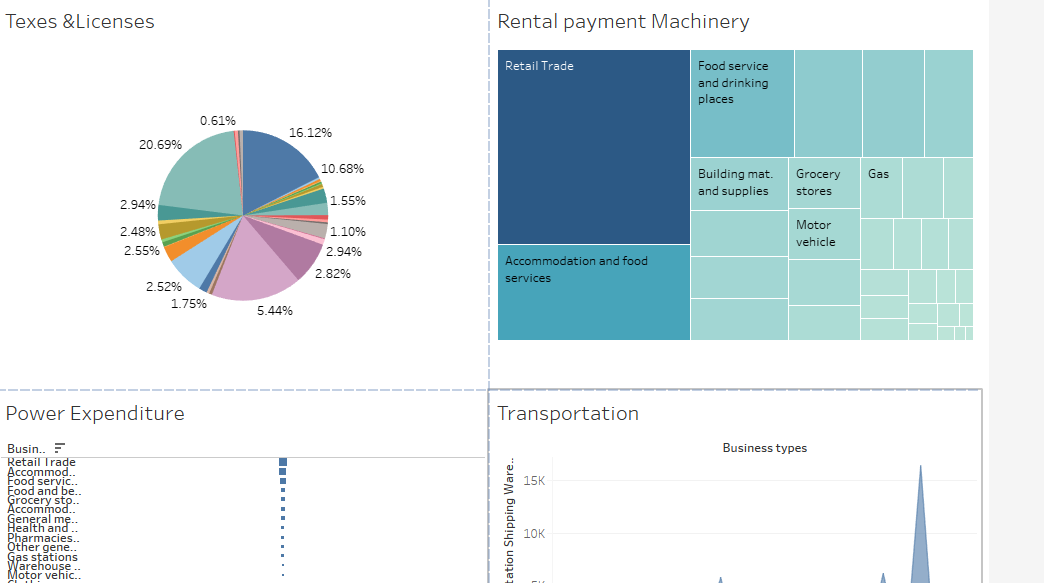 Texes &Licenses
0.61%
16.12%
20.69%
10.68%
2.94%
1.55%
2.48%
1.10%
2.55%
2.94%
2.82%
2.52%
1.75%
5.44%
Rental payment Machinery
Retail Trade
Food service
and drinking
places
Building mat.
and supplies
Grocery
stores
Gas
Motor
vehicle
Accommodation and food
services
Power Expenditure
Busin..
Retail Trade
Accommod..
Food servic..
Food and be..
Grocery sto..
Accommod..
General me..
Health and ..
Pharmacies..
Other gene..
Gas stations
Warehouse ..
Motor vehic..
Transportation
Business types
tation Shipping Ware..
15K
10K
5K